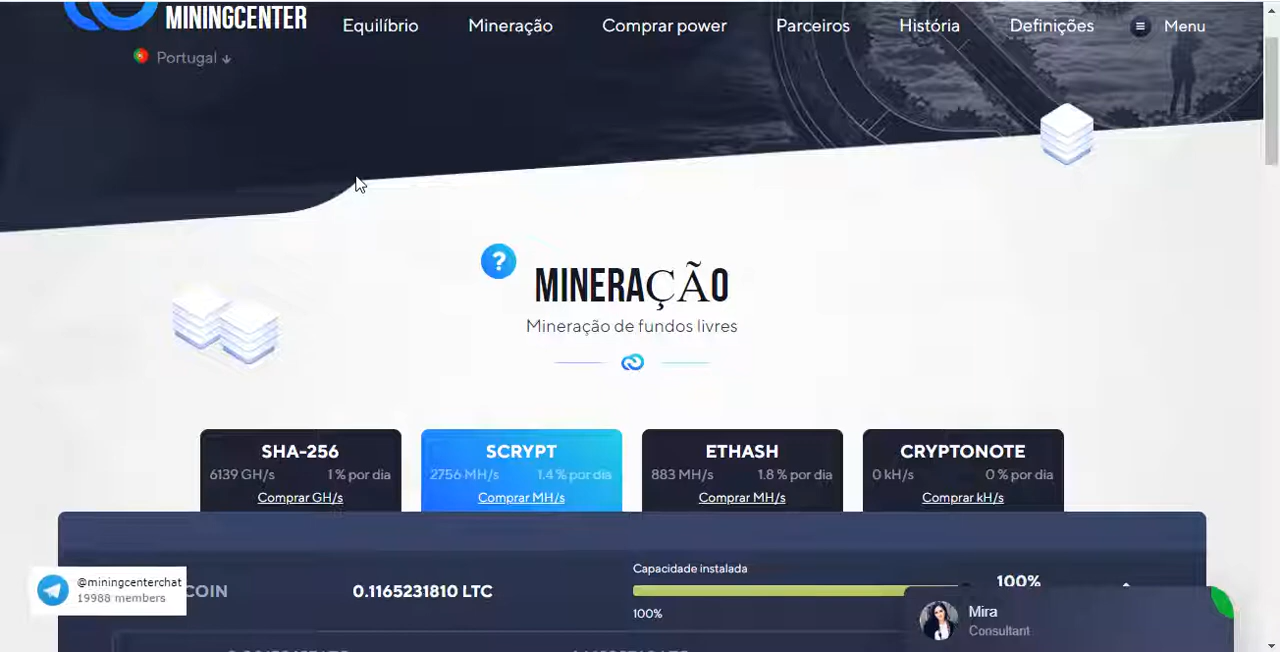 MININGCENTER
Equilíbrio Mineração Comprar power Parceiros História Definições Menu
Portugal
?
MINERAÇÃO
Mineração de fundos livres
SHA-256
6139 GH/s 1 % por dia
Comprar GH/s
SCRYPT
2756 MH/s 1.4 % por dia
Comprar MH/s
ETHASH
883 MH/s 1.8 % por dia
Comprar MH/s
CRYPTONOTE
0 kH/s 0 % por dia
Comprar kH/s
@miningcenterchat
19988 members
COIN 0.1165231810 LTC
Capacidade instalada
100%
100%
Mira
Consultant